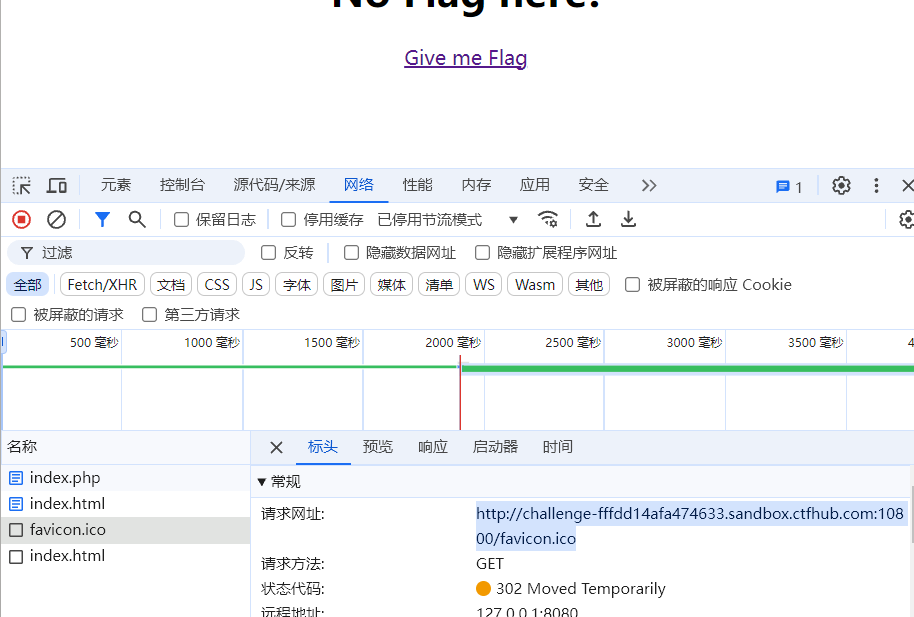 No Flag here!
Give me Flag
元素 控制台 源代码/来源 网络 性能 内存 应用 安全 1
保留日志 停用缓存 已停用节流模式
过滤 反转 隐藏数据网址 隐藏扩展程序网址
全部 Fetch/XHR 文档 CSS JS 字体 图片 媒体 清单 WS Wasm 其他 被屏蔽的响应 Cookie
被屏蔽的请求 第三方请求
500 毫秒 1000 毫秒 1500 毫秒 2000 毫秒 2500 毫秒 3000 毫秒 3500 毫秒 4
名称 标头 预览 响应 启动器 时间
index.php
index.html
favicon.ico
index.html
常规
请求网址: http://challenge-fffdd14afa474633.sandbox.ctfhub.com:108
00/favicon.ico
请求方法: GET
状态代码: 302 Moved Temporarily
远程地址: 127.0.0.1:8080